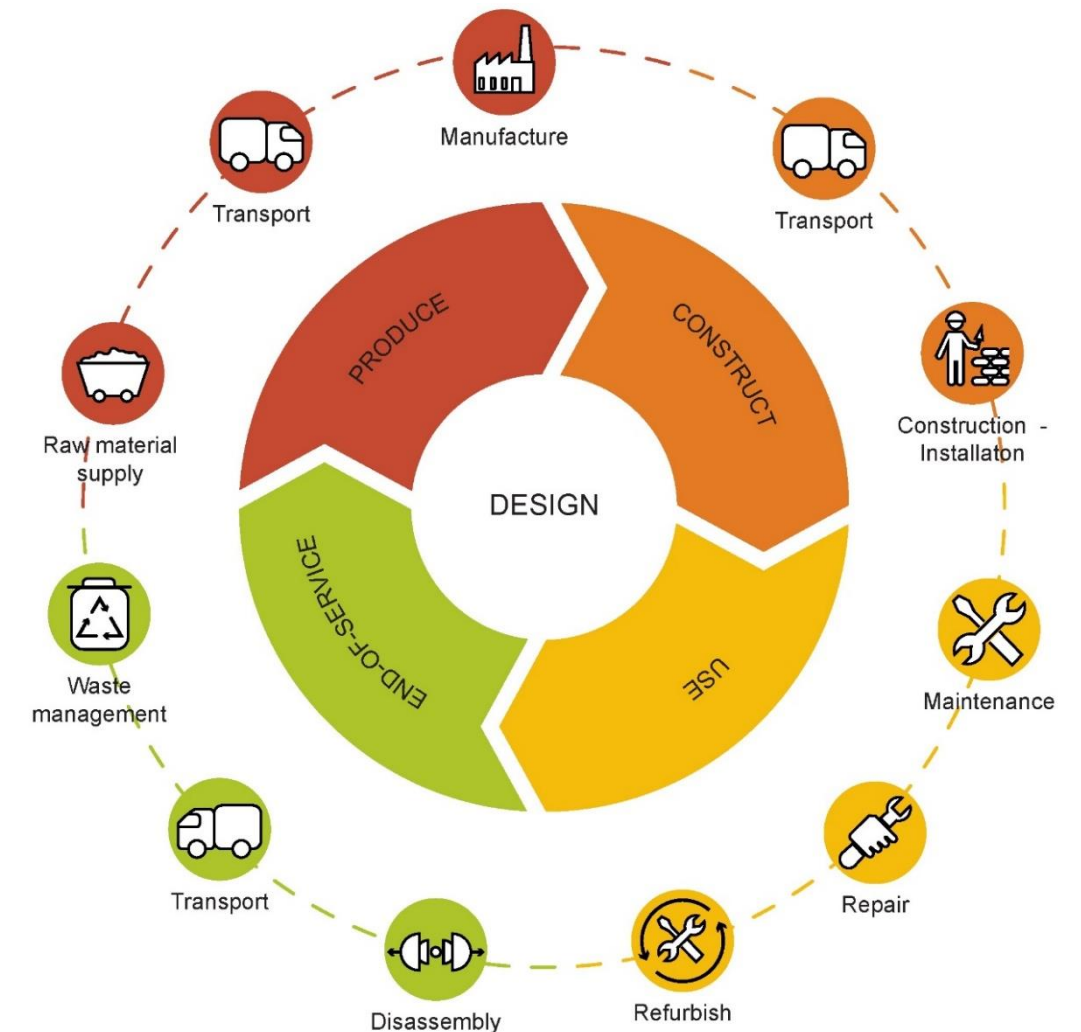 Manufacture
Transport
Transport
PRODUCE
CONSTRUCT
Raw material
supply
Construction -
Installaton
DESIGN
END-OF-SERVICE
USE
Waste
management
Maintenance
Transport
Repair
Disassembly
Refurbish